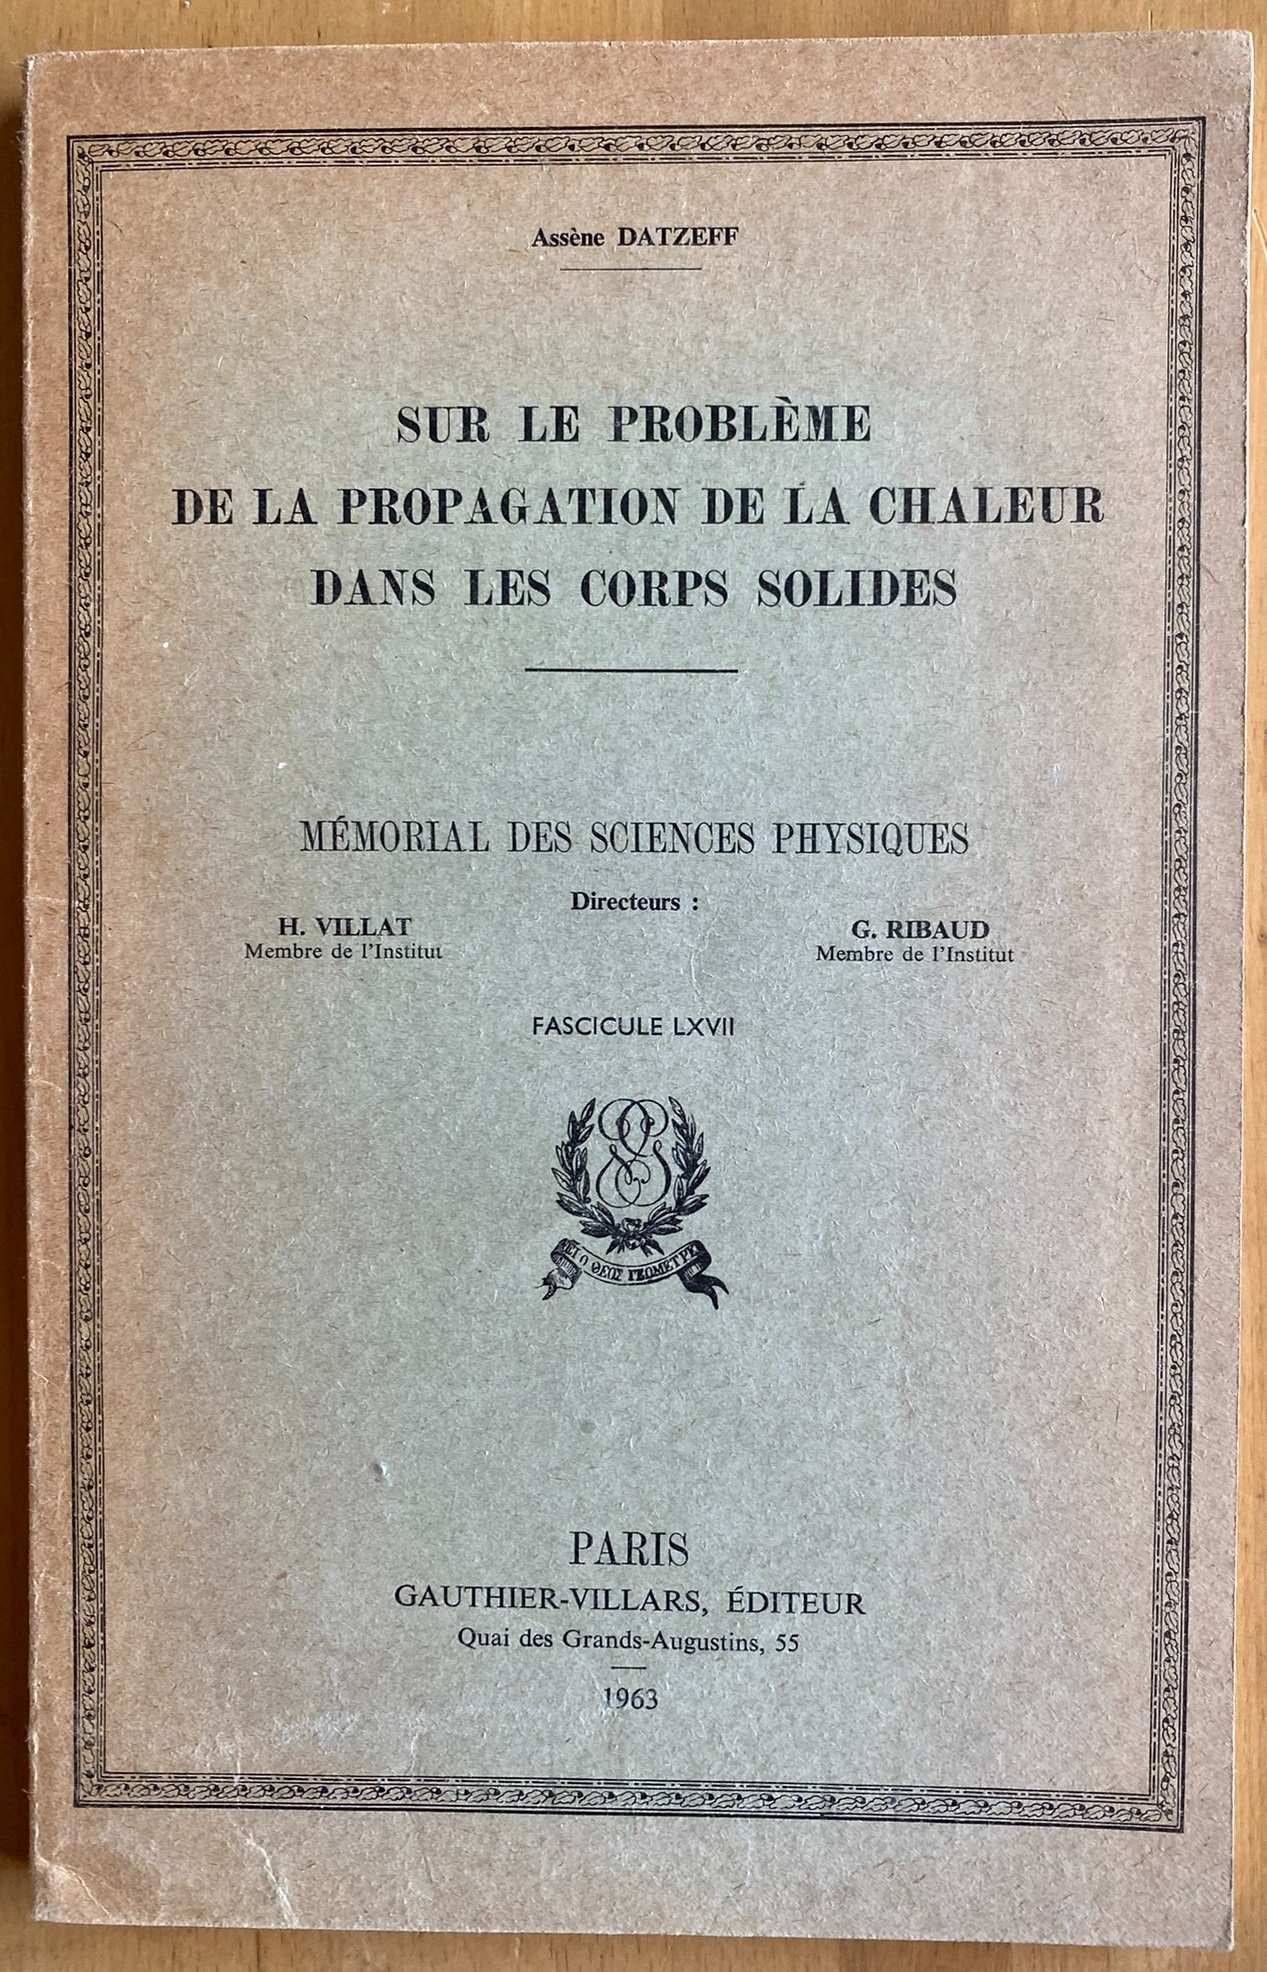 Assène DATZEFF
SUR LE PROBLÈME
DE LA PROPAGATION DE LA CHALEUR
DANS LES CORPS SOLIDES
MÉMORIAL DES SCIENCES PHYSIQUES
Directeurs :
H. VILLAT
Membre de l'Institut
G. RIBAUD
Membre de l'Institut
FASCICULE LXVII
Ο ΘΕΟΣ ΓΕΩΜΕΤΡΕΙ
PARIS
GAUTHIER-VILLARS, ÉDITEUR
Quai des Grands-Augustins, 55
1963